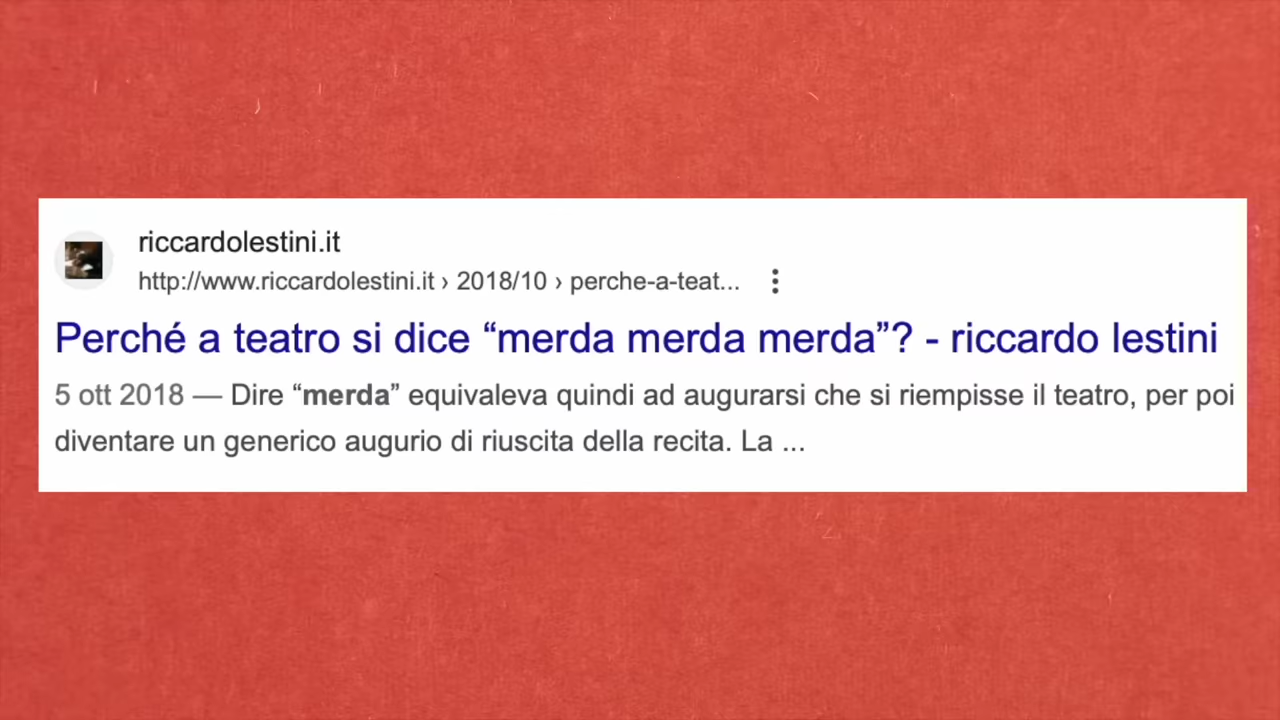 riccardolestini.it
http://www.riccardolestini.it › 2018/10 › perche-a-teat...
Perché a teatro si dice “merda merda merda”? - riccardo lestini
5 ott 2018 — Dire “merda” equivaleva quindi ad augurarsi che si riempisse il teatro, per poi
diventare un generico augurio di riuscita della recita. La ...